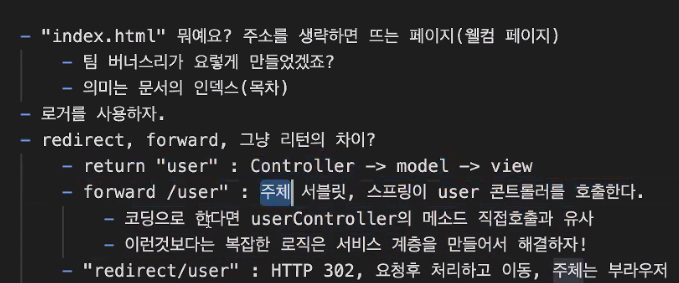 - "index.html" 뭐예요? 주소를 생략하면 뜨는 페이지(웰컴 페이지)
- 팀 버너스리가 요렇게 만들었겠죠?
- 의미는 문서의 인덱스(목차)
- 로거를 사용하자.
- redirect, forward, 그냥 리턴의 차이?
- return "user" : Controller -> model -> view
- forward /user" : 주체 서블릿, 스프링이 user 콘트롤러를 호출한다.
- 코딩으로 한다면 userController의 메소드 직접호출과 유사
- 이런것보다는 복잡한 로직은 서비스 계층을 만들어서 해결하자!
- "redirect/user" : HTTP 302, 요청후 처리하고 이동, 주체는 부라우저